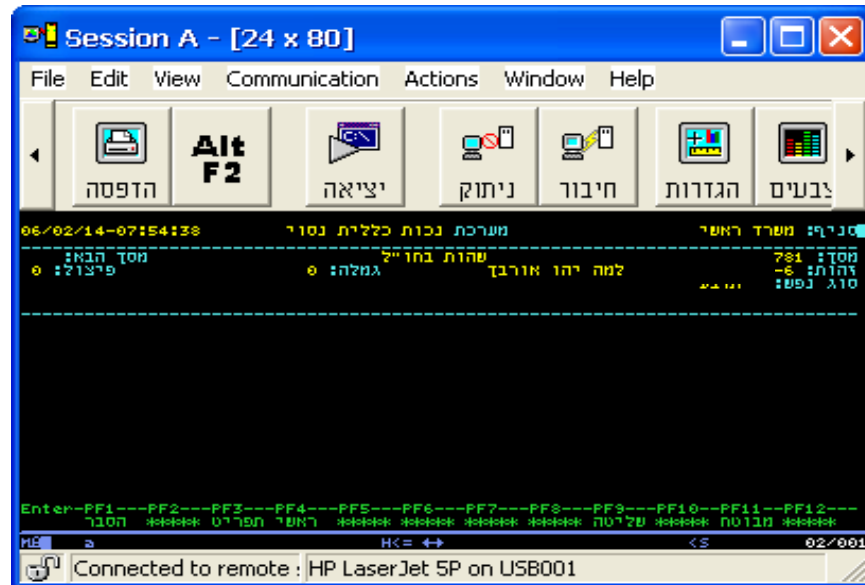 Session A - [24 x 80]
File Edit View Communication Actions Window Help
Alt
F2
הדפסה יציאה ניתוק חיבור הגדרות צבעים
סניף: משרד ראשי מערכת נכות כללית נסוי 06/02/14-07:54:38
מסך: 781 שהות בחו"ל מסך הבא:
זהות: 6- למה יהו אורבך גמלה: 0 פיצול: 0
סוג נפש:
Enter-PF1---PF2---PF3---PF4---PF5---PF6---PF7---PF8---PF9---PF10--PF11--PF12---
הסבר ***** תפריט ראשי ***** ***** ***** ***** שליטה ***** מבוטח *****
a H<= ↔ <S 02/001
Connected to remote : HP LaserJet 5P on USB001